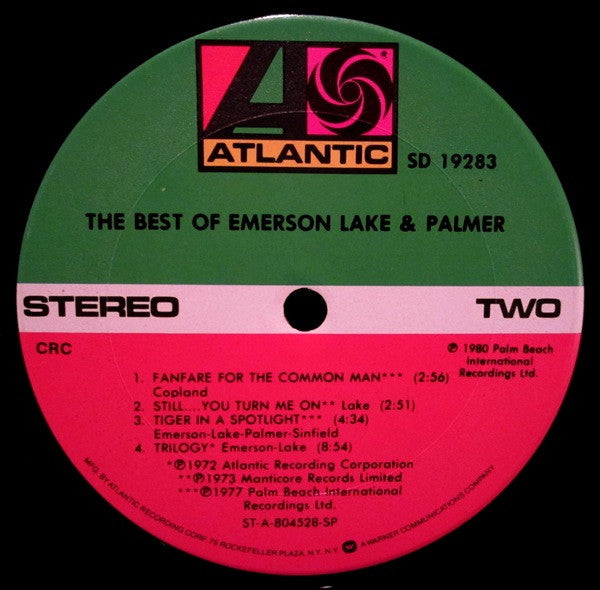 ATLANTIC
SD 19283
THE BEST OF EMERSON LAKE & PALMER
STEREO
TWO
CRC
℗ 1980 Palm Beach
International
Recordings Ltd.
1. FANFARE FOR THE COMMON MAN*** (2:56)
Copland
2. STILL....YOU TURN ME ON** Lake (2:51)
3. TIGER IN A SPOTLIGHT*** (4:34)
Emerson-Lake-Palmer-Sinfield
4. TRILOGY* Emerson-Lake (8:54)
*℗1972 Atlantic Recording Corporation
**℗1973 Manticore Records Limited
***℗1977 Palm Beach International
Recordings Ltd.
ST-A-804528-SP
MFG. BY ATLANTIC RECORDING CORP. 75 ROCKEFELLER PLAZA, N.Y. N.Y. A WARNER COMMUNICATIONS COMPANY